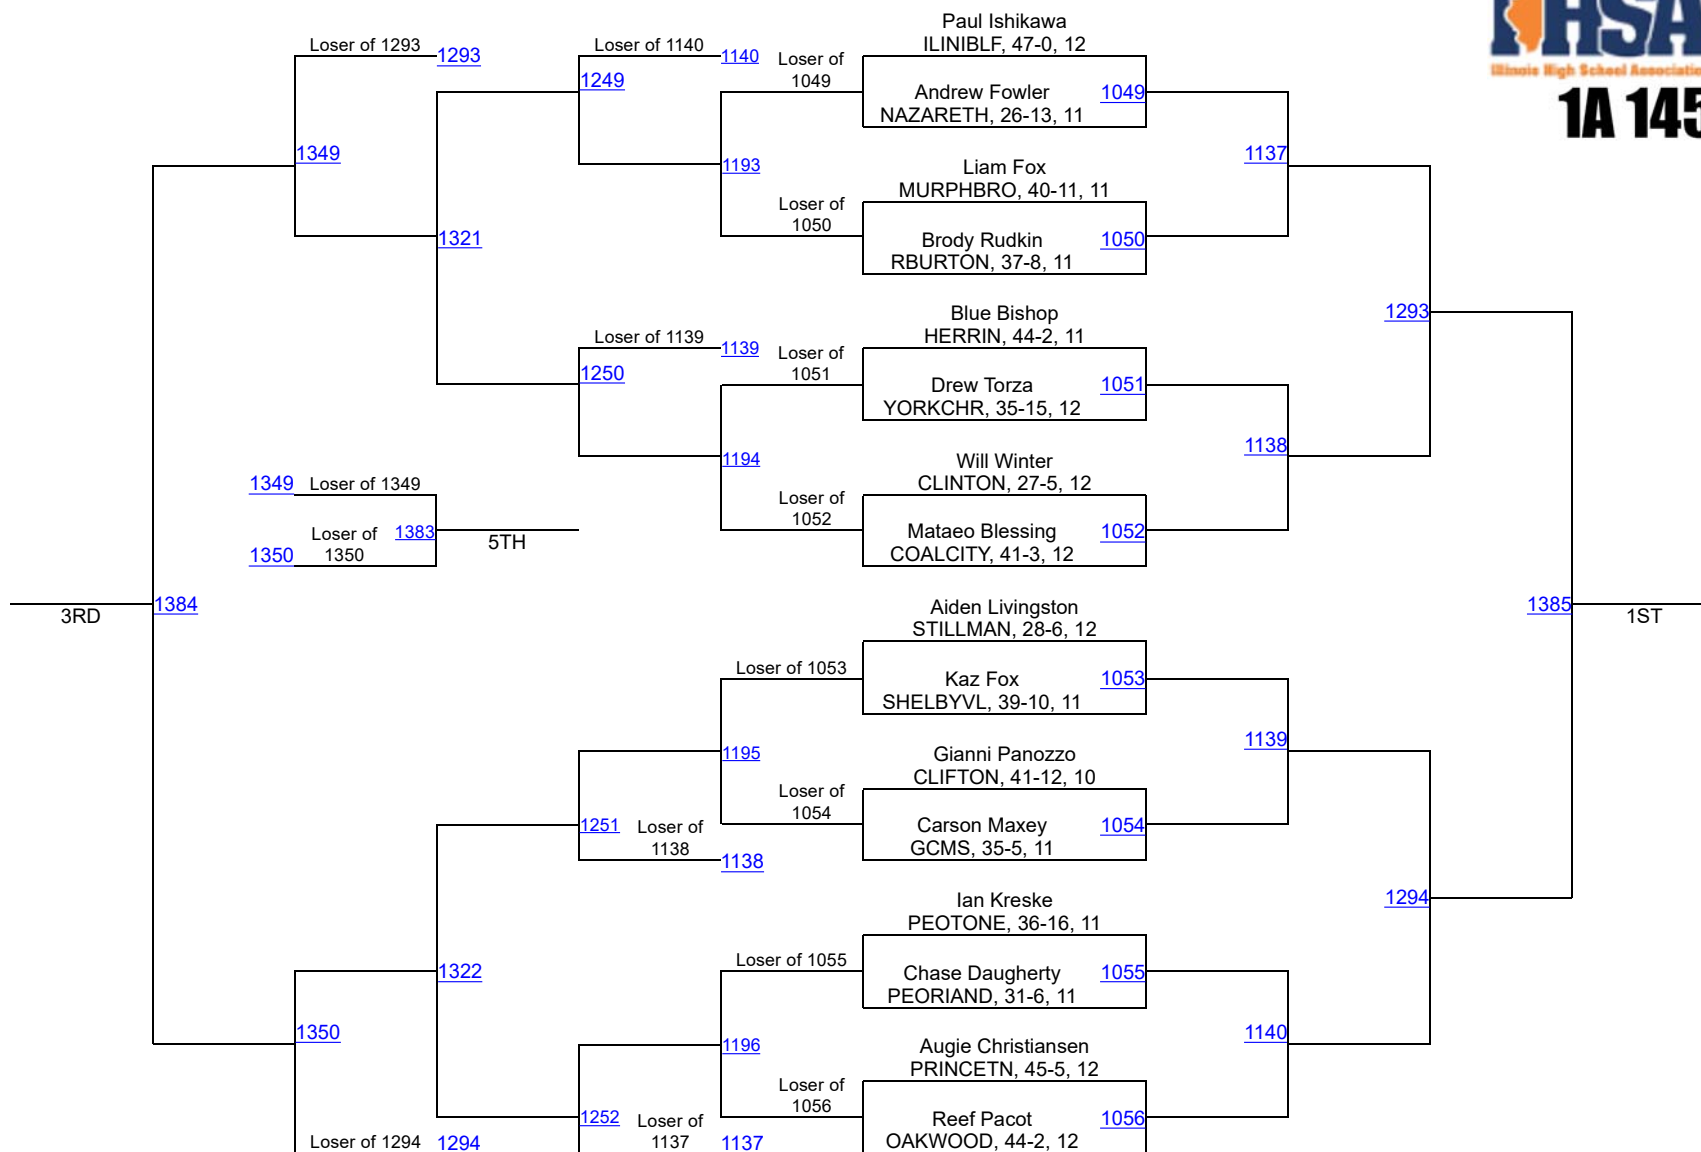 HSA
Illinois High School Association
1A 145
Paul Ishikawa
ILINIBLF, 47-0, 12
Loser of 1293
1293
Loser of 1140
1140
Loser of
1049
1249
Andrew Fowler
NAZARETH, 26-13, 11
1049
1349
1193
1137
Liam Fox
MURPHBRO, 40-11, 11
Loser of
1050
1321
Brody Rudkin
RBURTON, 37-8, 11
1050
Blue Bishop
HERRIN, 44-2, 11
1293
Loser of 1139
1139
Loser of
1051
1250
Drew Torza
YORKCHR, 35-15, 12
1051
1194
1138
Will Winter
CLINTON, 27-5, 12
1349
Loser of 1349
Loser of
1052
Loser of
1350
1383
1350
5TH
Mataeo Blessing
COALCITY, 41-3, 12
1052
3RD
1384
Aiden Livingston
STILLMAN, 28-6, 12
1385
1ST
Loser of 1053
Kaz Fox
SHELBYVL, 39-10, 11
1053
1195
1139
Gianni Panozzo
CLIFTON, 41-12, 10
Loser of
1054
1251
Loser of
1138
1138
Carson Maxey
GCMS, 35-5, 11
1054
Ian Kreske
PEOTONE, 36-16, 11
1294
Loser of 1055
1322
Chase Daugherty
PEORIAND, 31-6, 11
1055
1350
1196
1140
Augie Christiansen
PRINCETN, 45-5, 12
Loser of
1056
1252
Loser of
1137
1137
Reef Pacot
OAKWOOD, 44-2, 12
1056
Loser of 1294
1294